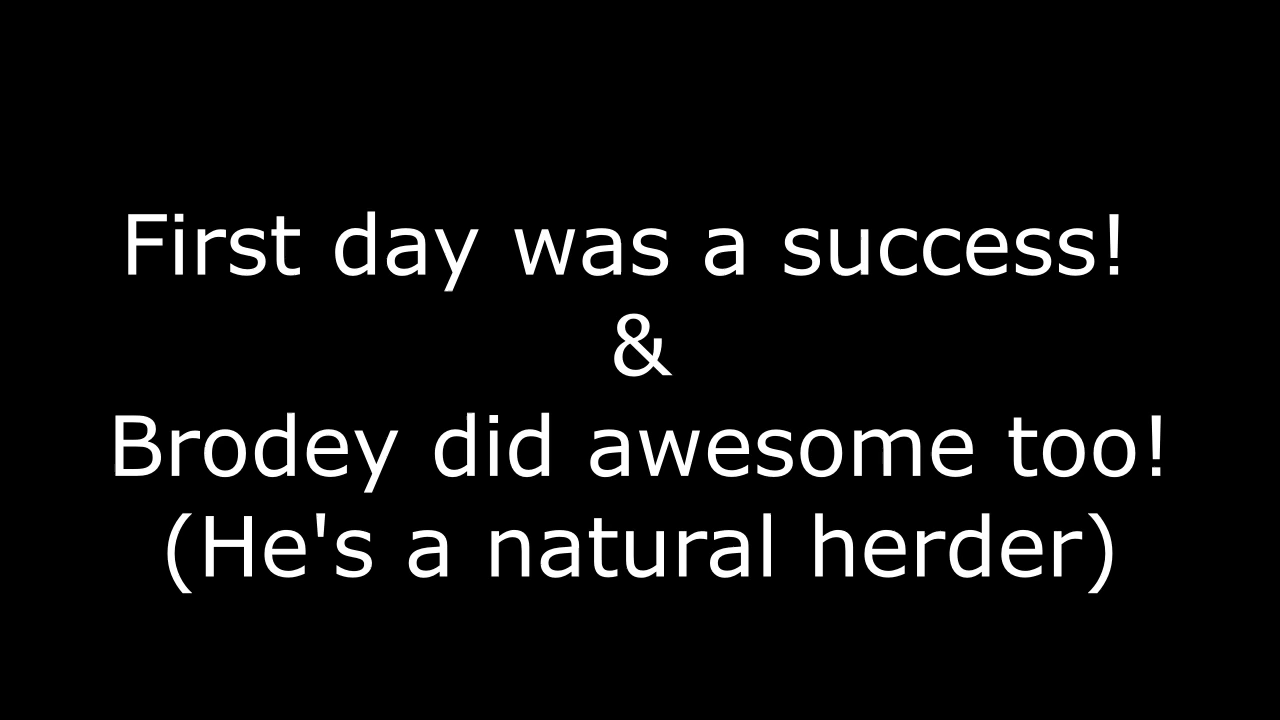 First day was a success!
&
Brodey did awesome too!
(He's a natural herder)